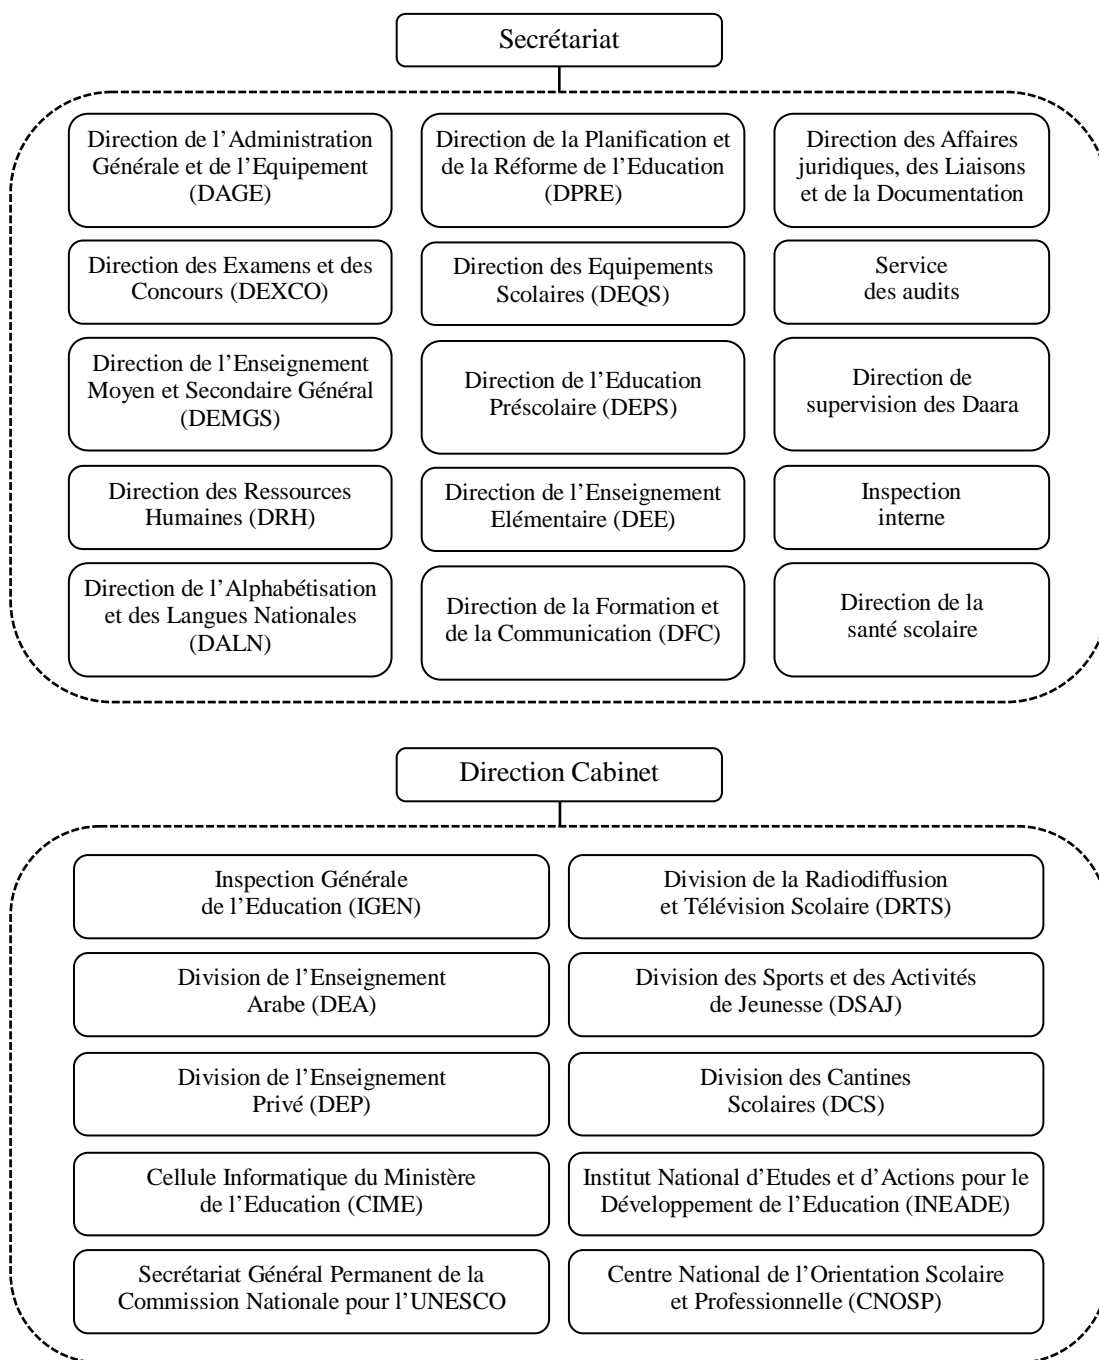 Secrétariat
Direction de l’Administration
Générale et de l’Equipement
(DAGE)
Direction de la Planification et
de la Réforme de l’Education
(DPRE)
Direction des Affaires
juridiques, des Liaisons
et de la Documentation
Direction des Examens et des
Concours (DEXCO)
Direction des Equipements
Scolaires (DEQS)
Service
des audits
Direction de l’Enseignement
Moyen et Secondaire Général
(DEMGS)
Direction de l’Education
Préscolaire (DEPS)
Direction de
supervision des Daara
Direction des Ressources
Humaines (DRH)
Direction de l’Enseignement
Elémentaire (DEE)
Inspection
interne
Direction de l’Alphabétisation
et des Langues Nationales
(DALN)
Direction de la Formation et
de la Communication (DFC)
Direction de la
santé scolaire
Direction Cabinet
Inspection Générale
de l’Education (IGEN)
Division de la Radiodiffusion
et Télévision Scolaire (DRTS)
Division de l’Enseignement
Arabe (DEA)
Division des Sports et des Activités
de Jeunesse (DSAJ)
Division de l’Enseignement
Privé (DEP)
Division des Cantines
Scolaires (DCS)
Cellule Informatique du Ministère
de l’Education (CIME)
Institut National d’Etudes et d’Actions pour le
Développement de l’Education (INEADE)
Secrétariat Général Permanent de la
Commission Nationale pour l’UNESCO
Centre National de l’Orientation Scolaire
et Professionnelle (CNOSP)